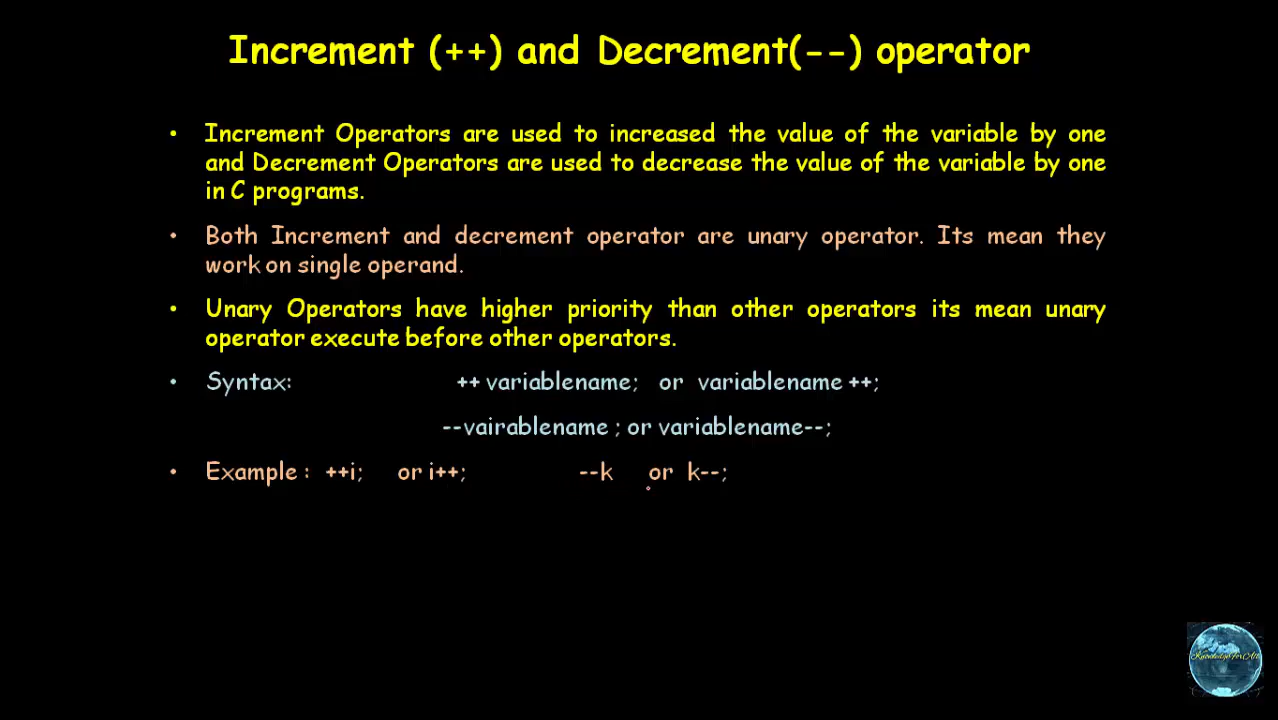 Increment (++) and Decrement(--) operator
• Increment Operators are used to increased the value of the variable by one
and Decrement Operators are used to decrease the value of the variable by one
in C programs.
• Both Increment and decrement operator are unary operator. Its mean they
work on single operand.
• Unary Operators have higher priority than other operators its mean unary
operator execute before other operators.
• Syntax: ++ variablename; or variablename ++;
--vairablename ; or variablename--;
• Example : ++i; or i++; --k or k--;
KnowledgeForAll